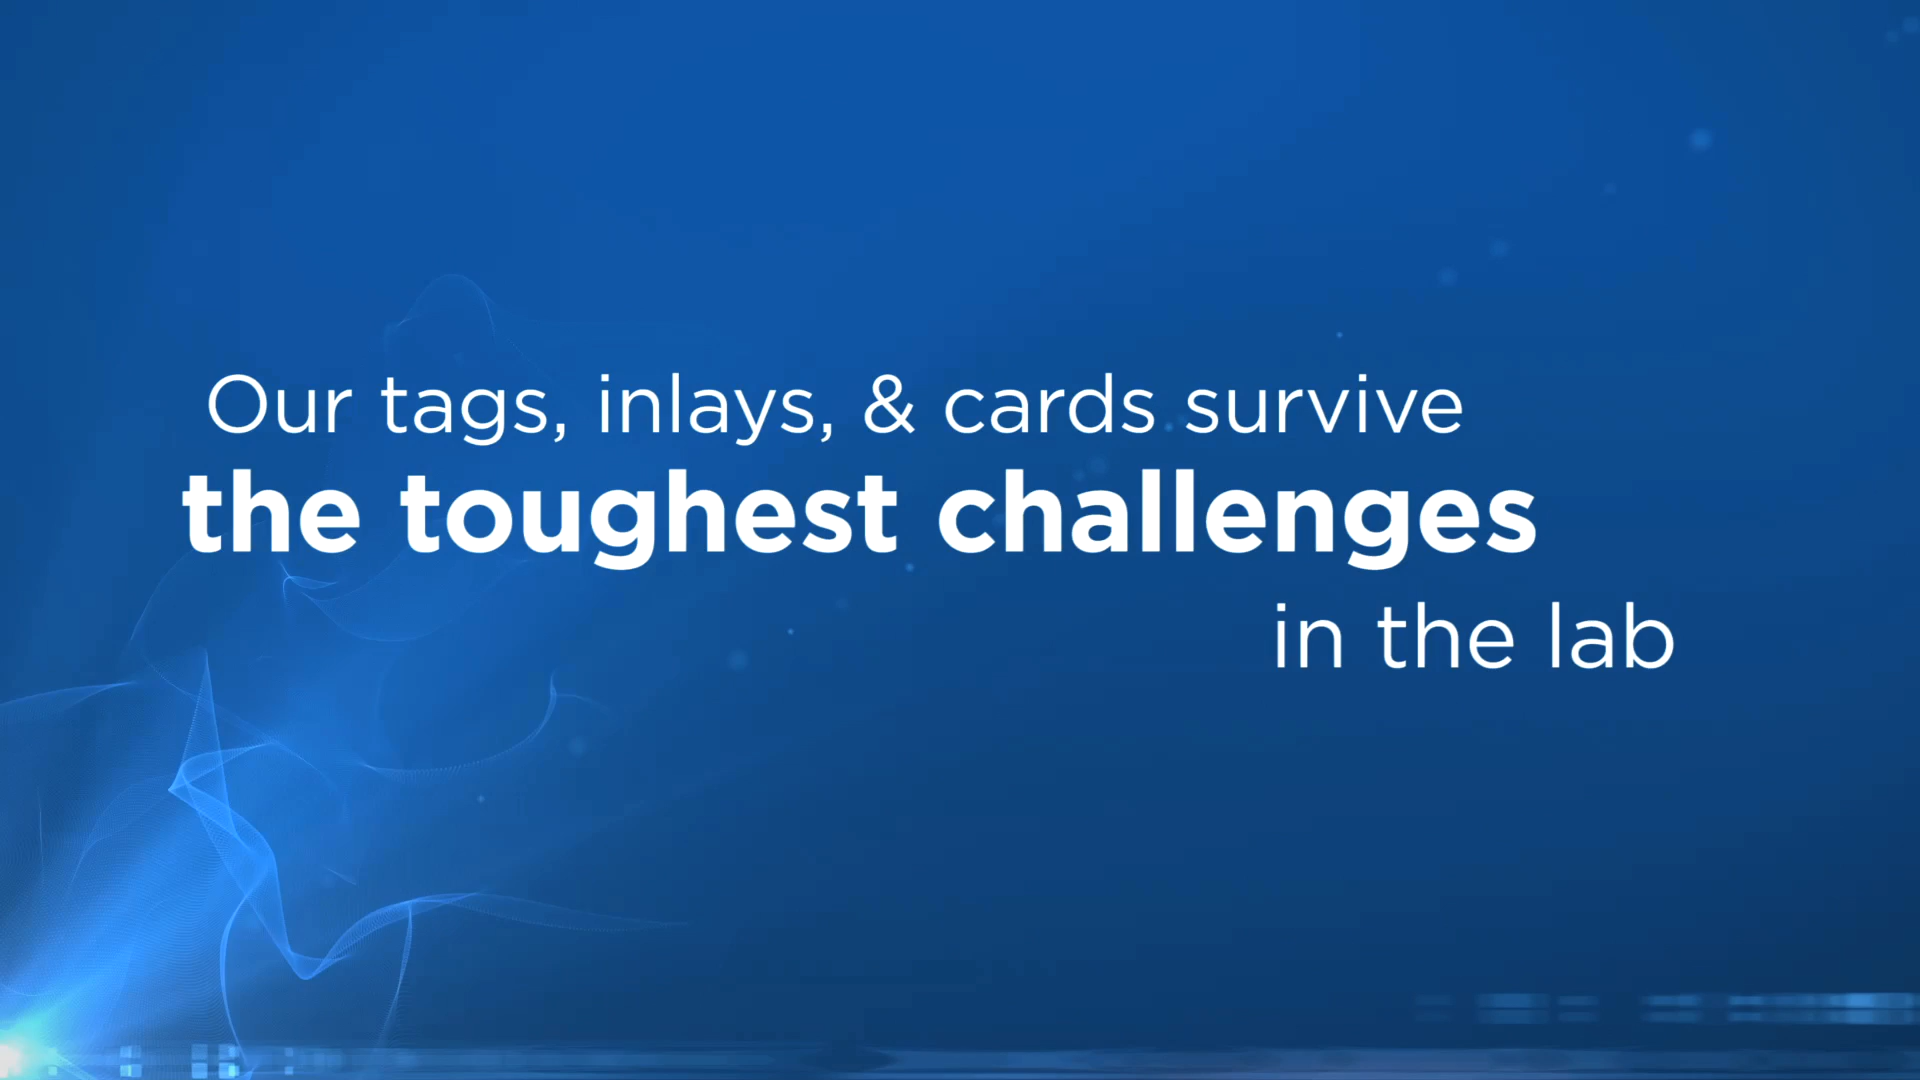 Our tags, inlays, & cards survive
the toughest challenges
in the lab